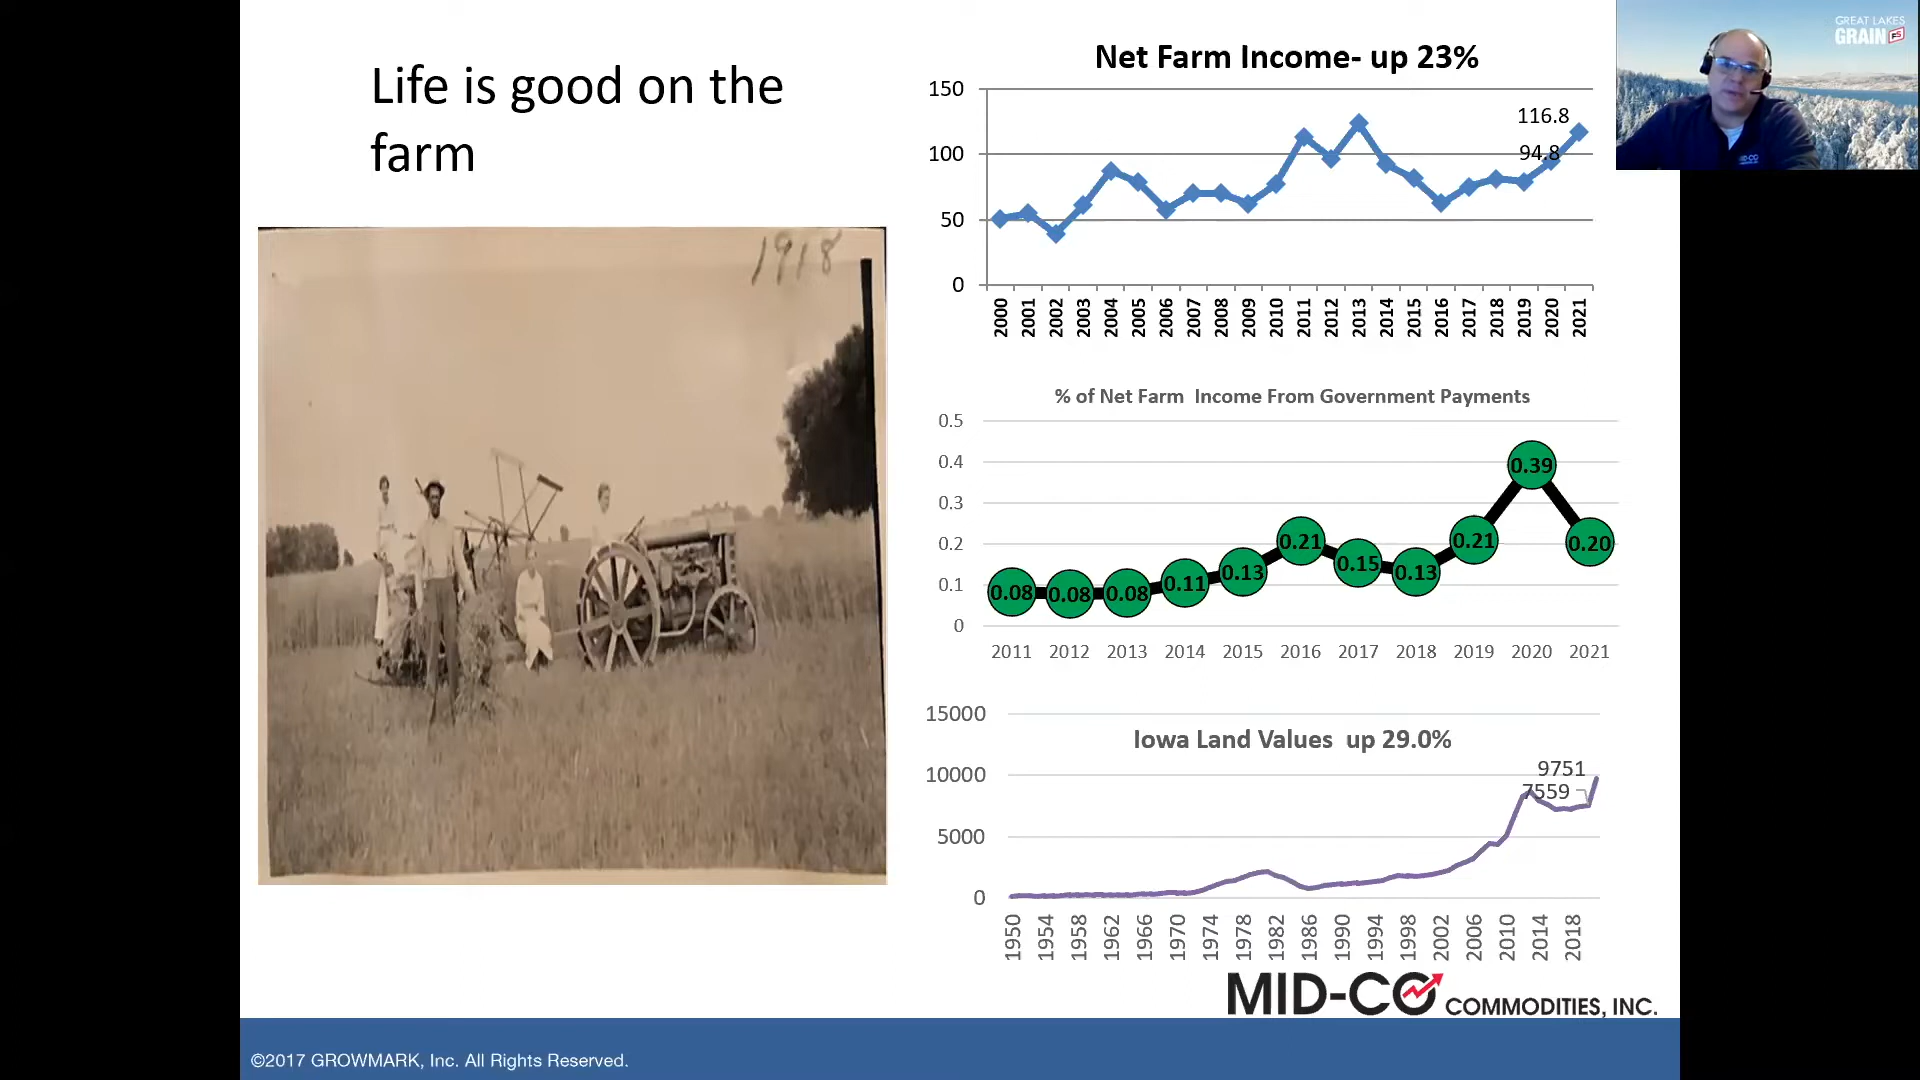 Life is good on the
farm
1918
Net Farm Income- up 23%
150
100
50
0
116.8
94.8
2000 2001 2002 2003 2004 2005 2006 2007 2008 2009 2010 2011 2012 2013 2014 2015 2016 2017 2018 2019 2020 2021
% of Net Farm Income From Government Payments
0.5
0.4
0.3
0.2
0.1
0
0.08 0.08 0.08 0.11 0.13 0.21 0.15 0.13 0.21 0.39 0.20
2011 2012 2013 2014 2015 2016 2017 2018 2019 2020 2021
15000
10000
5000
0
Iowa Land Values up 29.0%
9751
7559
1950 1954 1958 1962 1966 1970 1974 1978 1982 1986 1990 1994 1998 2002 2006 2010 2014 2018
MID-CO COMMODITIES, INC.
©2017 GROWMARK, Inc. All Rights Reserved.
GREAT LAKES
GRAIN FS
MID-CO